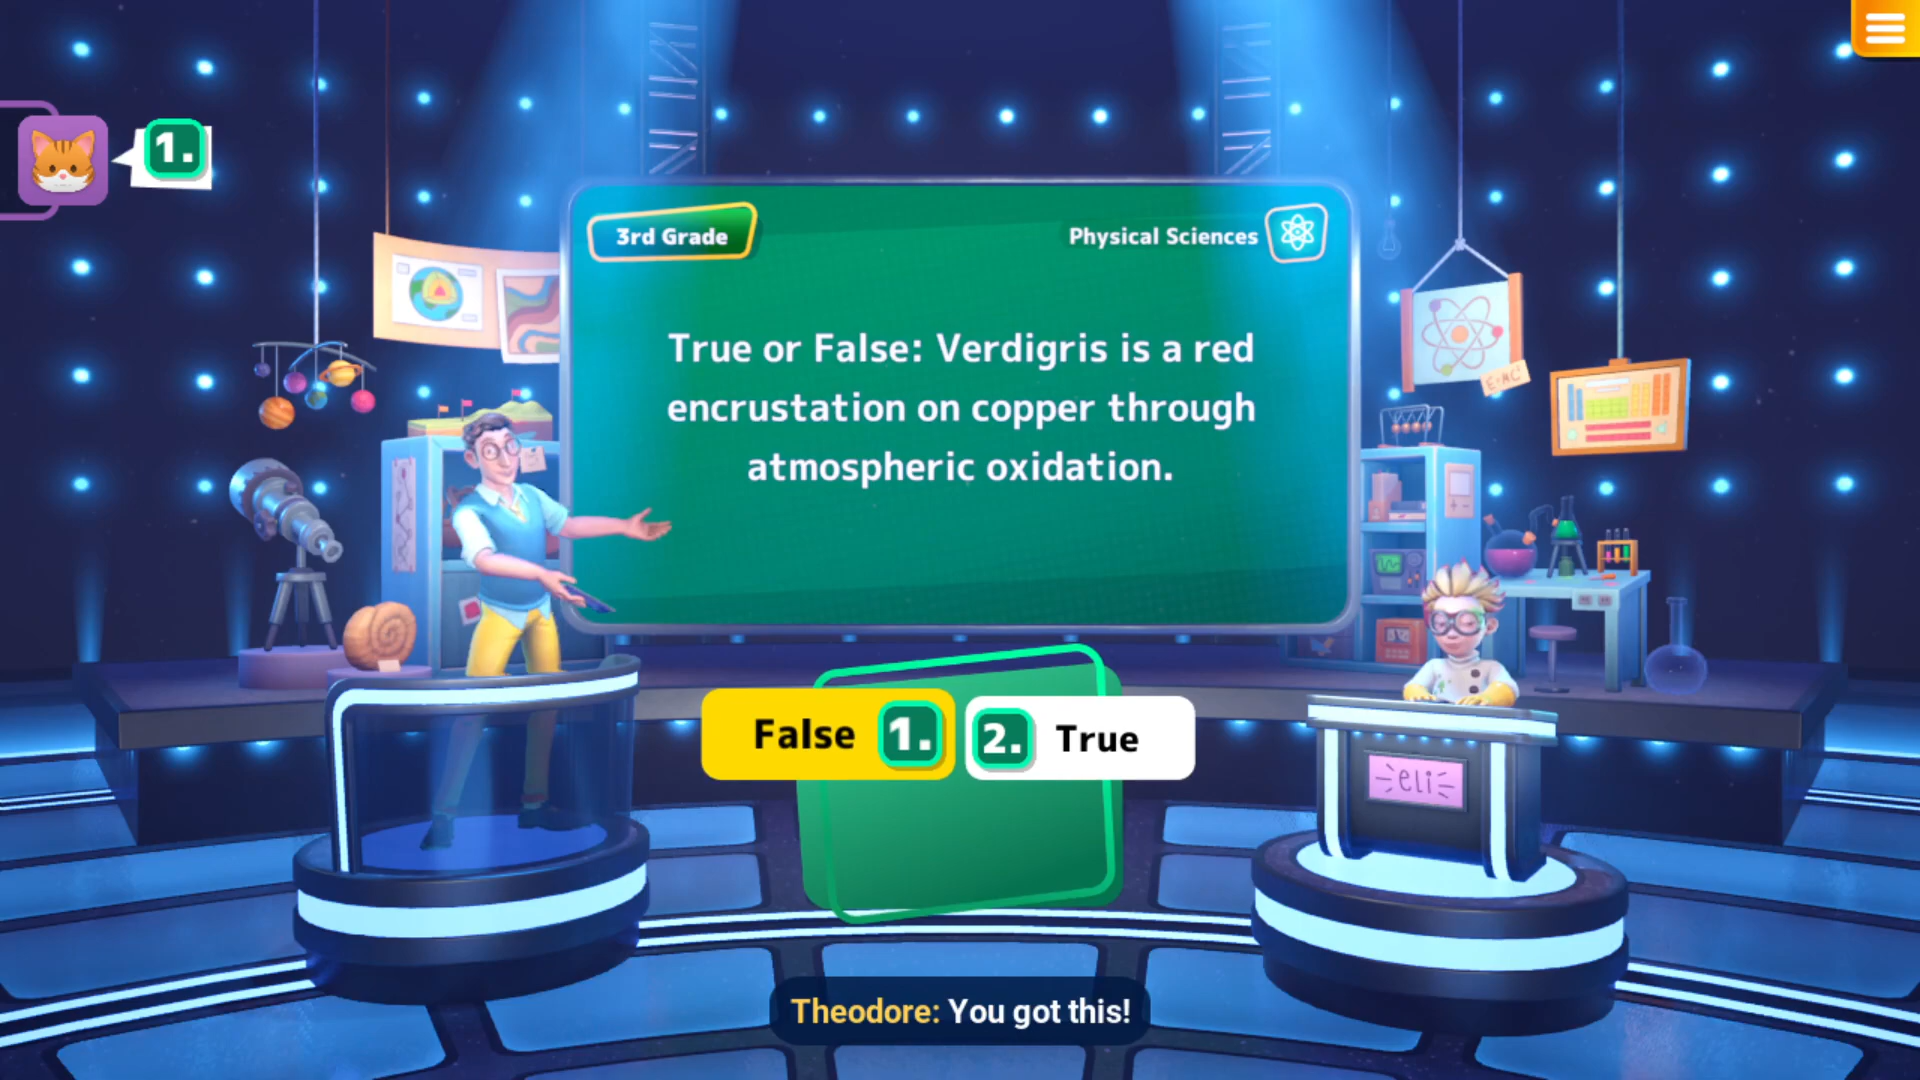 1.
3rd Grade
Physical Sciences
True or False: Verdigris is a red
encrustation on copper through
atmospheric oxidation.
E=MC²
False 1.
2. True
eli
Theodore: You got this!